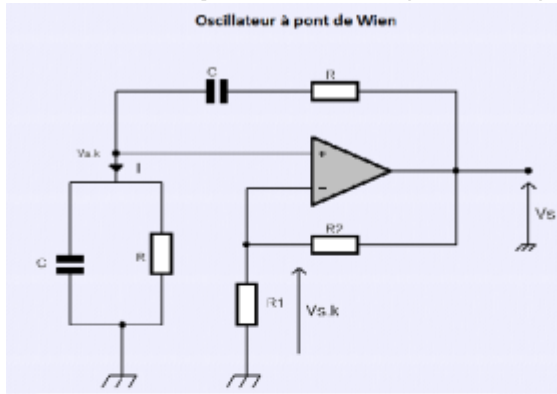 Oscillateur à pont de Wien
C
R
Vs.k
+
I
-
Vs
R2
C
R
R1
Vs.k